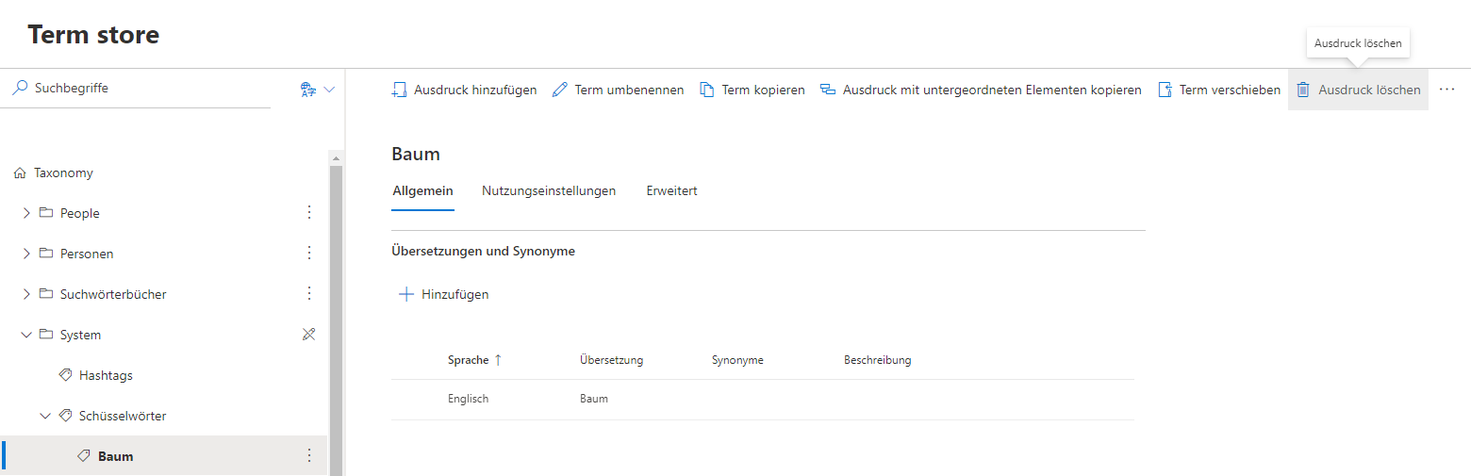 Term store
Ausdruck löschen
Suchbegriffe
Ausdruck hinzufügen Term umbenennen Term kopieren Ausdruck mit untergeordneten Elementen kopieren Term verschieben Ausdruck löschen ...
Taxonomy
People
Personen
Suchwörterbücher
System
Hashtags
Schüsselwörter
Baum
Baum
Allgemein Nutzungseinstellungen Erweitert
Übersetzungen und Synonyme
Hinzufügen
Sprache Übersetzung Synonyme Beschreibung
Englisch Baum